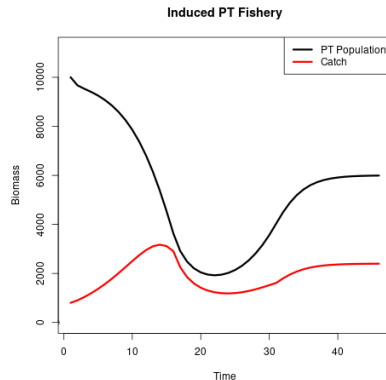 Induced PT Fishery
PT Population
Catch
Biomass
10000
8000
6000
4000
2000
0
0 10 20 30 40
Time